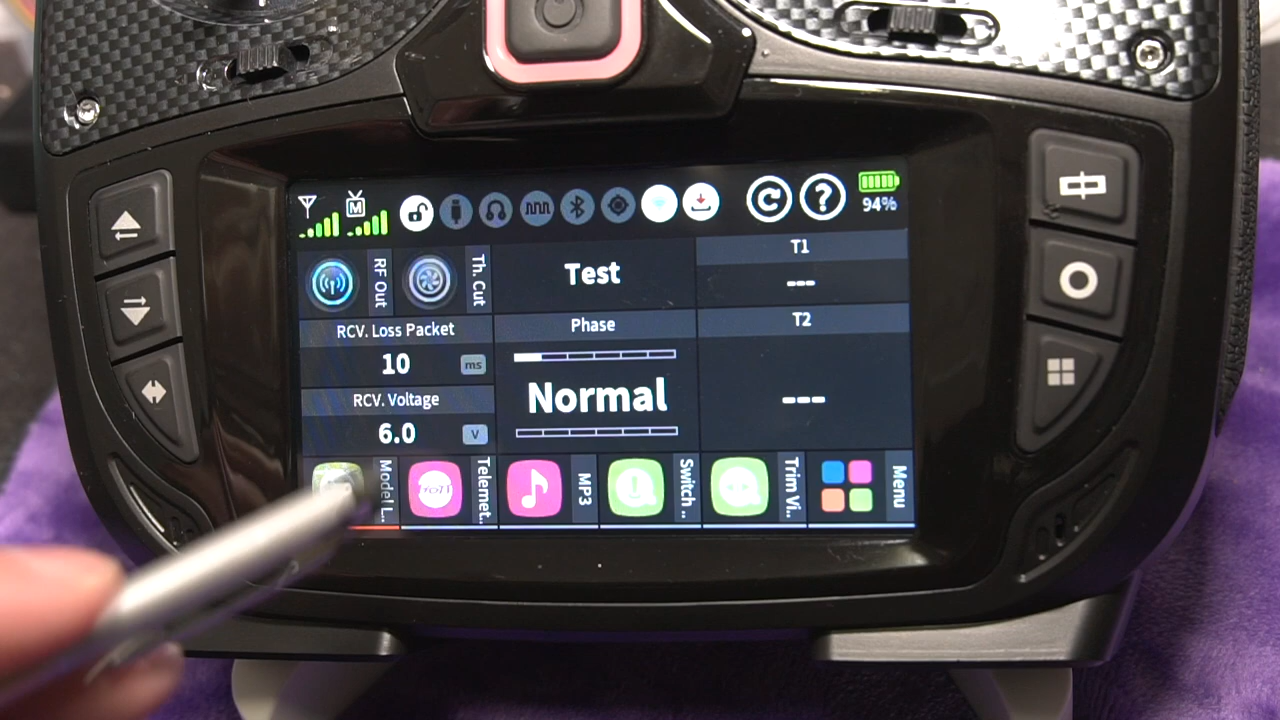 M
94%
RF Out
Th. Cut
Test
T1
---
RCV. Loss Packet
Phase
T2
10
ms
Normal
---
RCV. Voltage
6.0
V
Model L..
Telemet..
MP3
Switch ..
Trim Vi..
Menu